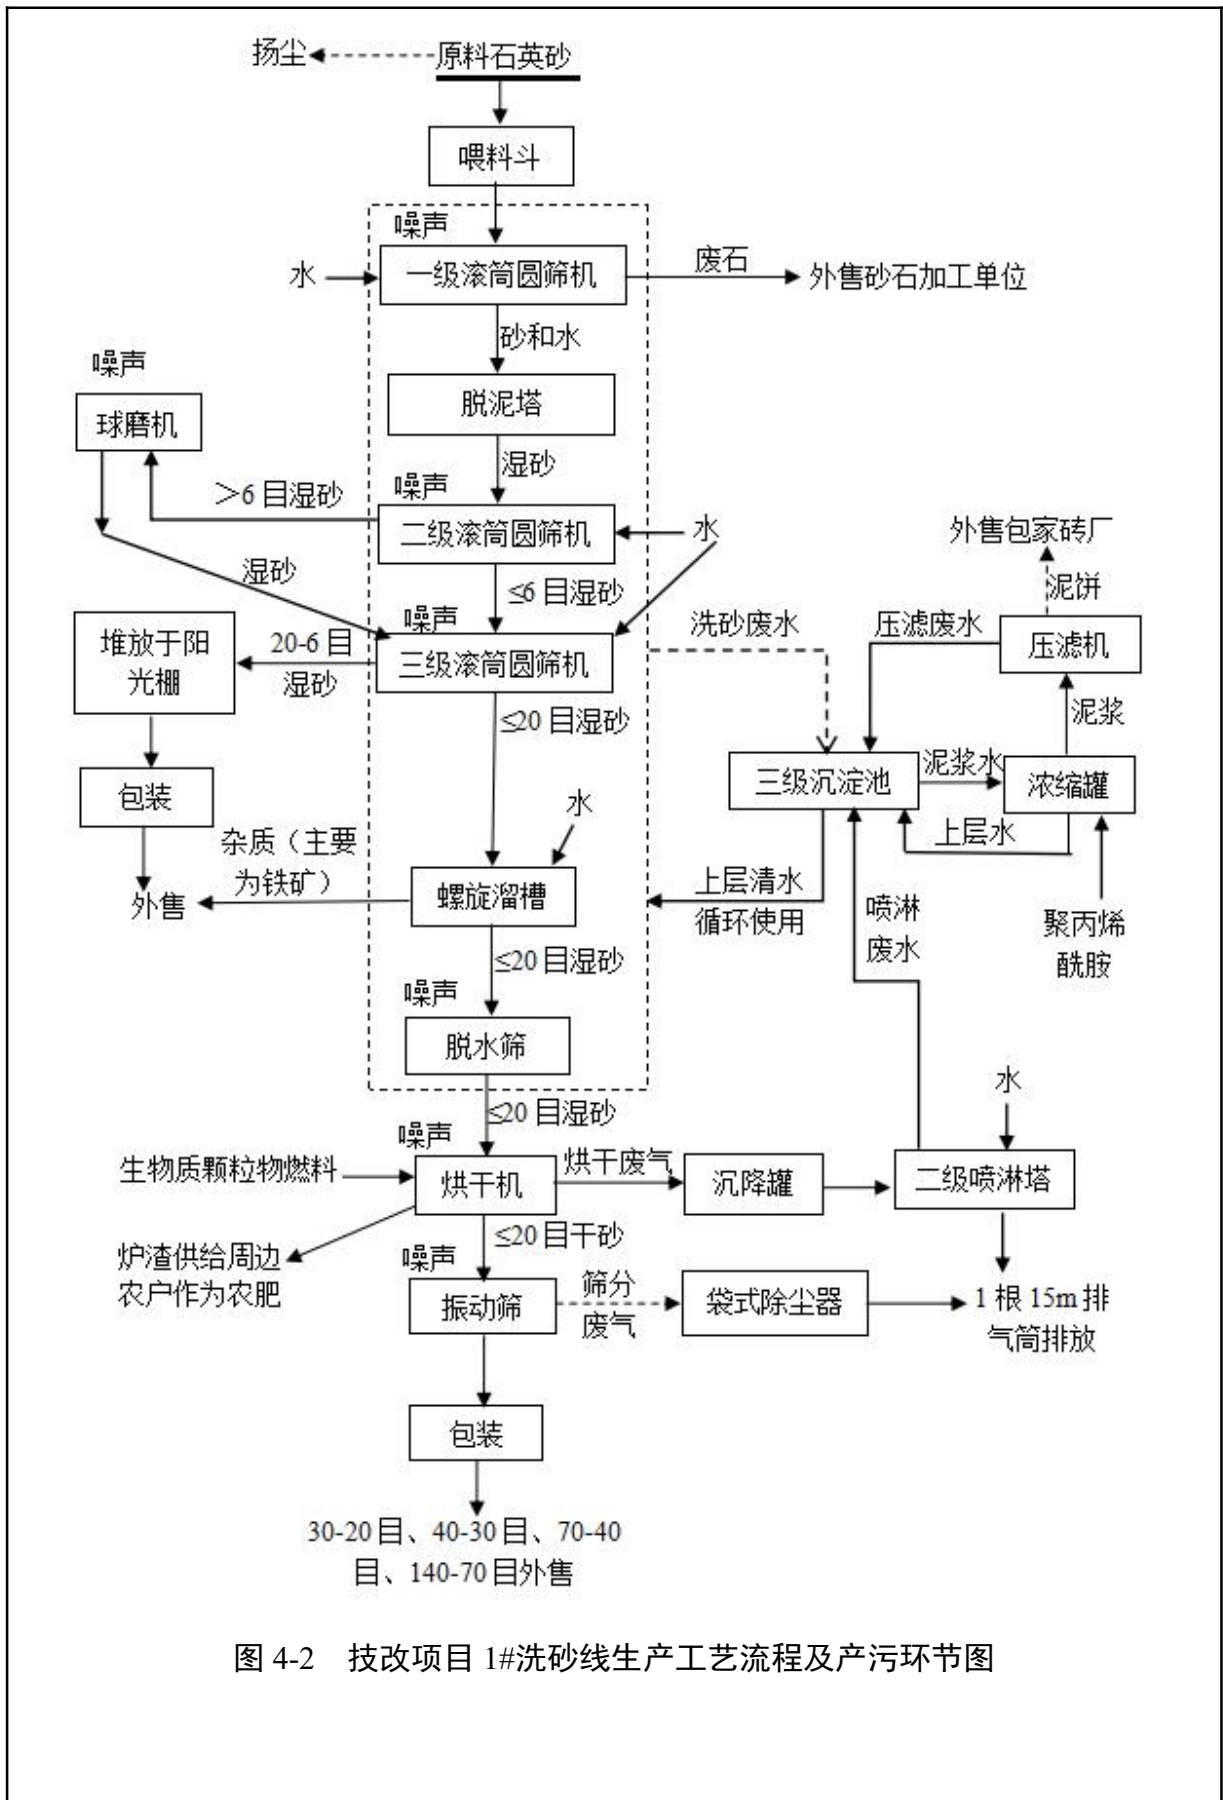 扬尘
原料石英砂
喂料斗
噪声
水
一级滚筒圆筛机
废石
外售砂石加工单位
砂和水
噪声
脱泥塔
球磨机
湿砂
噪声
>6 目湿砂
二级滚筒圆筛机
水
外售包家砖厂
湿砂
≤6 目湿砂
泥饼
噪声
洗砂废水
压滤废水
压滤机
堆放于阳
光棚
20-6 目
湿砂
三级滚筒圆筛机
≤20 目湿砂
泥浆
三级沉淀池
泥浆水
浓缩罐
包装
水
上层水
杂质（主要
为铁矿）
外售
螺旋溜槽
上层清水
循环使用
喷淋
废水
聚丙烯
酰胺
≤20 目湿砂
噪声
脱水筛
水
≤20 目湿砂
噪声
生物质颗粒物燃料
烘干机
烘干废气
沉降罐
二级喷淋塔
≤20 目干砂
炉渣供给周边
农户作为农肥
噪声
振动筛
筛分
废气
袋式除尘器
1 根 15m 排
气筒排放
包装
30-20 目、40-30 目、70-40
目、140-70 目外售
图 4-2 技改项目 1#洗砂线生产工艺流程及产污环节图